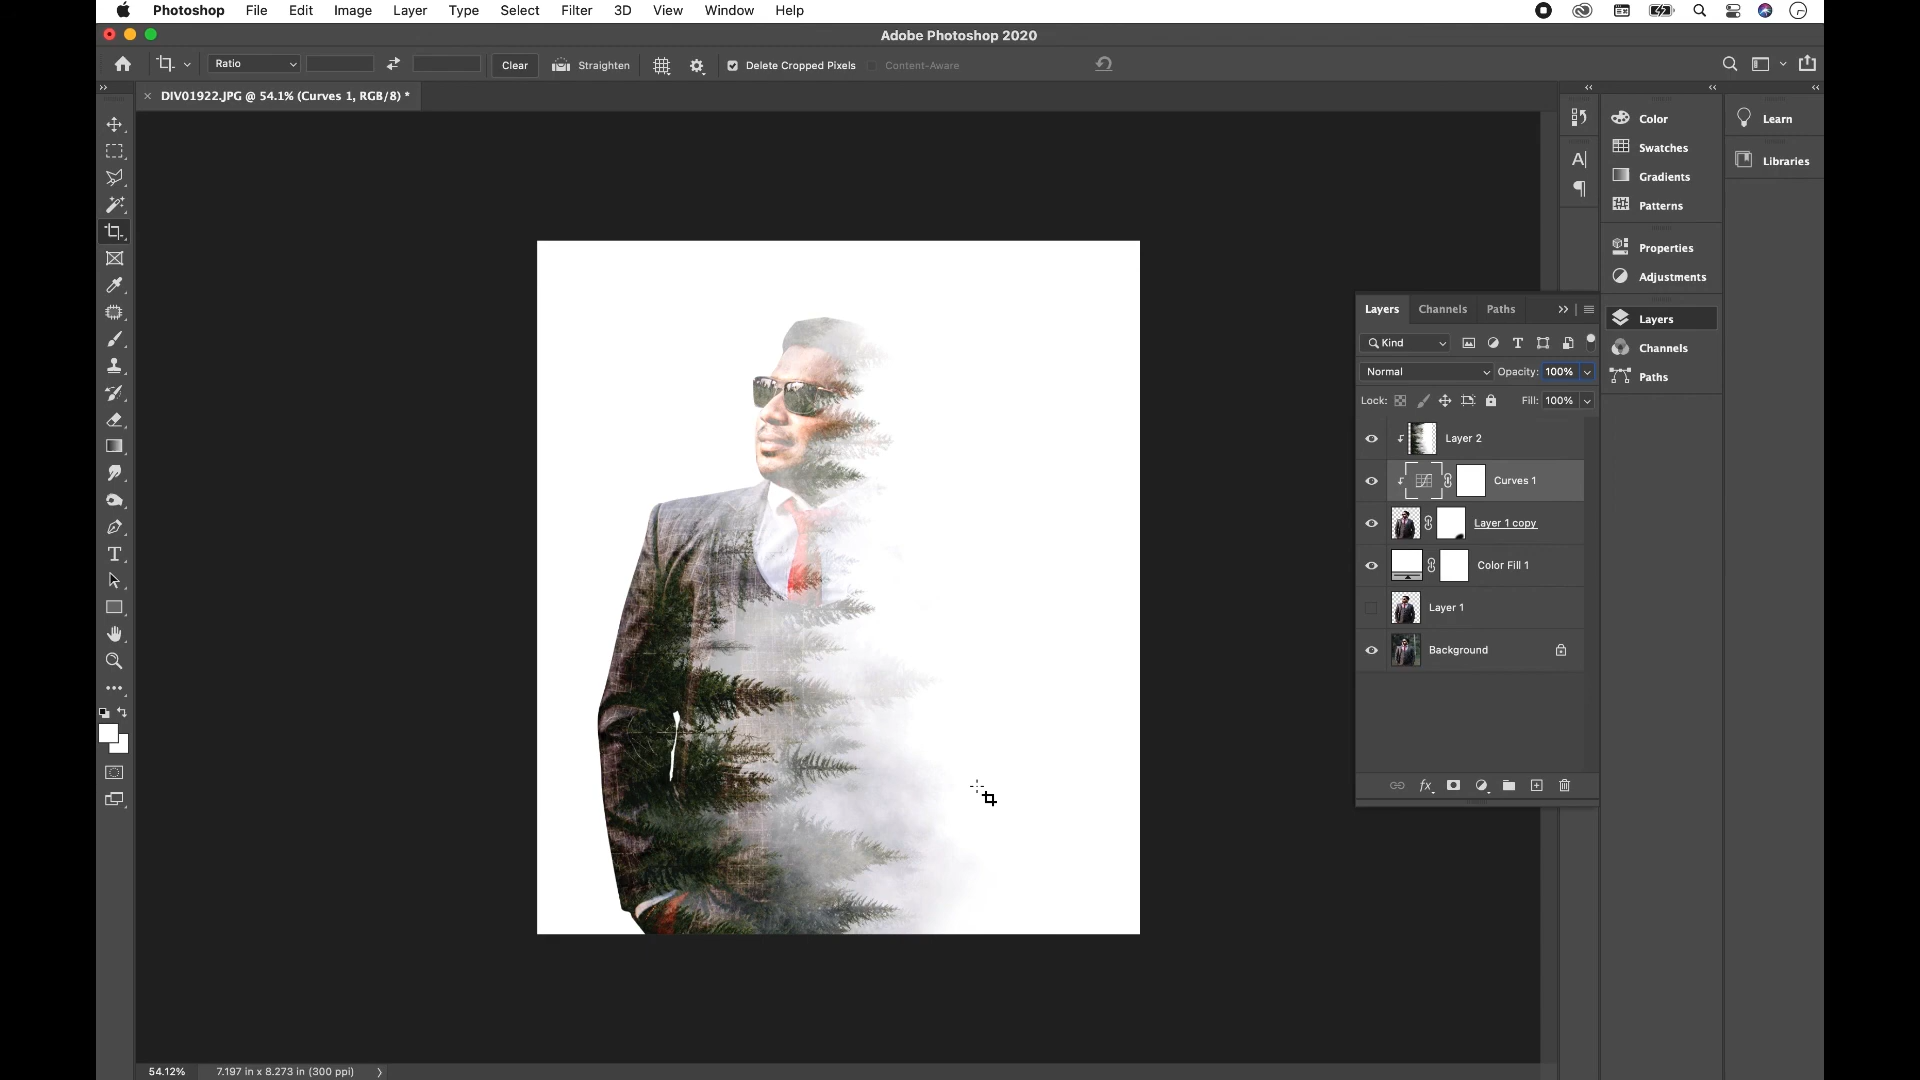 Photoshop File Edit Image Layer Type Select Filter 3D View Window Help
Adobe Photoshop 2020
Ratio Clear Straighten Delete Cropped Pixels Content-Aware
× DIV01922.JPG @ 54.1% (Curves 1, RGB/8) *
Color
Swatches
Gradients
Patterns
Properties
Adjustments
Layers
Channels
Paths
Learn
Libraries
Layers Channels Paths
Kind
Normal Opacity: 100%
Lock: Fill: 100%
Layer 2
Curves 1
Layer 1 copy
Color Fill 1
Layer 1
Background
54.12% 7.197 in x 8.273 in (300 ppi)